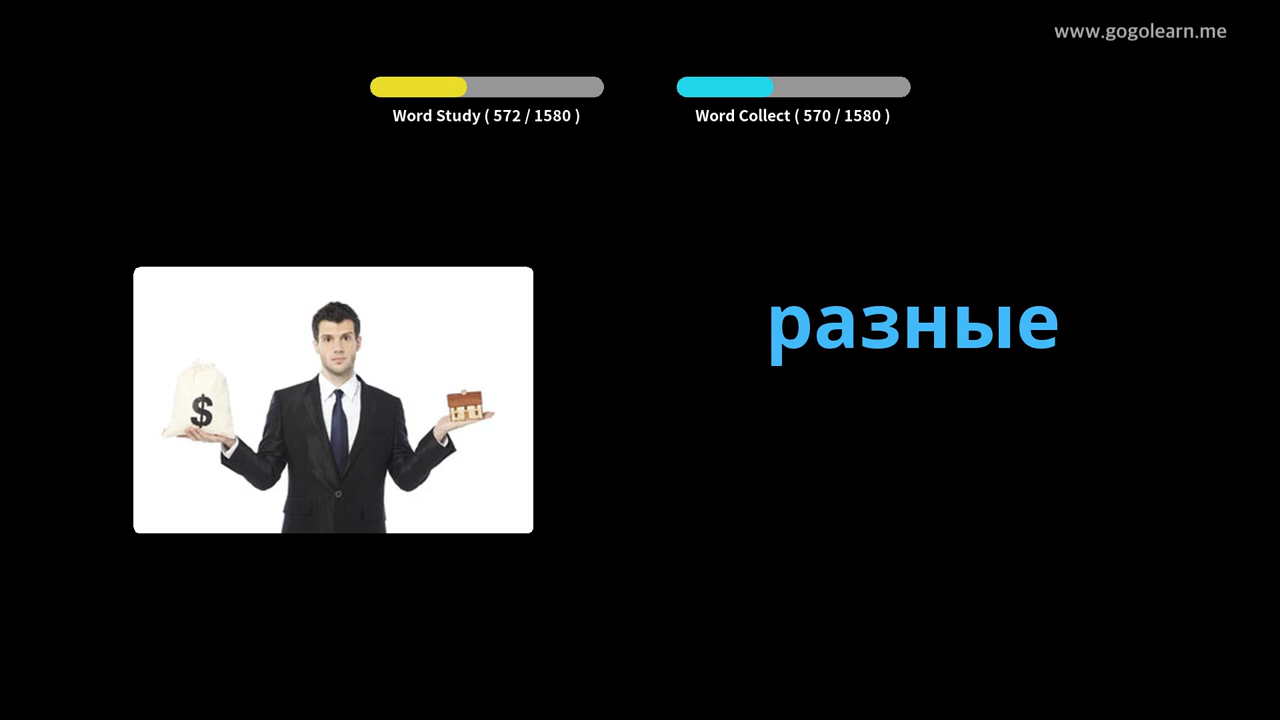 www.gogolearn.me
Word Study ( 572 / 1580 )
Word Collect ( 570 / 1580 )
$
разные